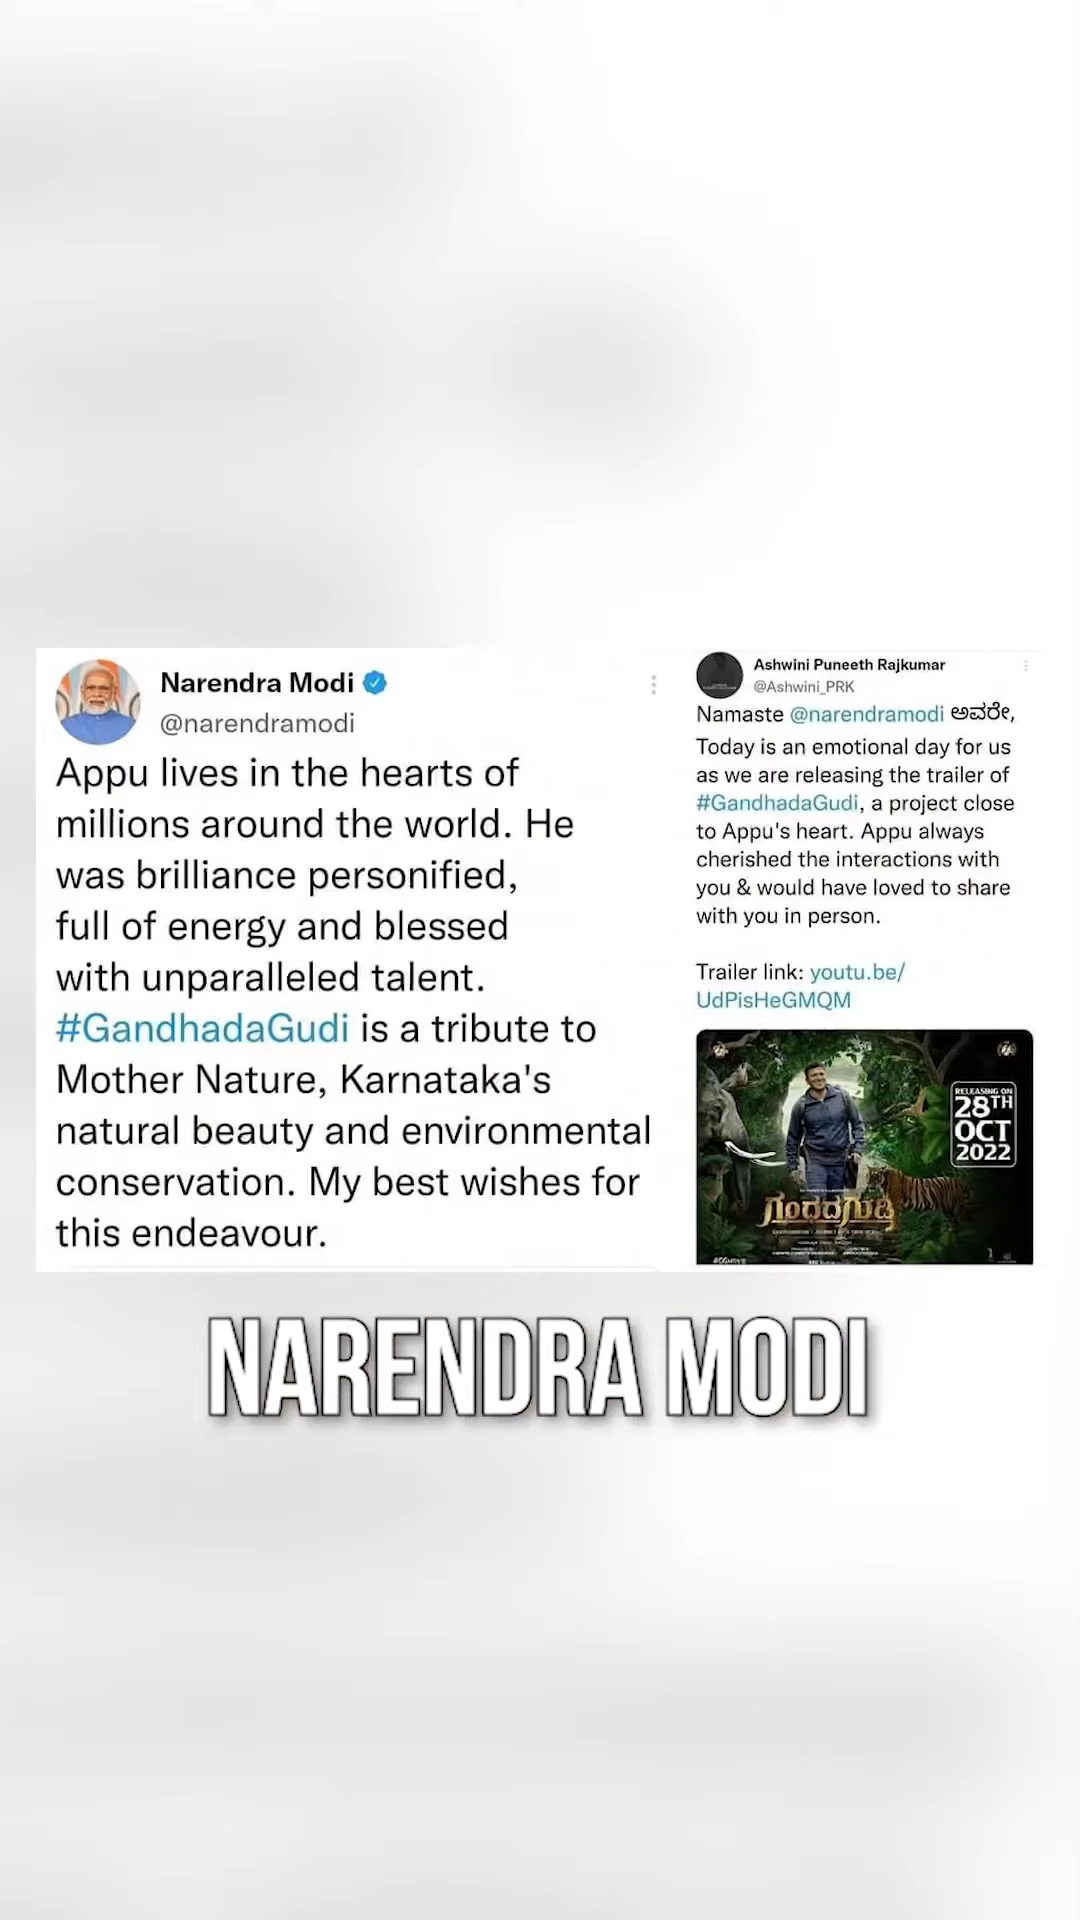 Narendra Modi
@narendramodi
Appu lives in the hearts of
millions around the world. He
was brilliance personified,
full of energy and blessed
with unparalleled talent.
#GandhadaGudi is a tribute to
Mother Nature, Karnataka's
natural beauty and environmental
conservation. My best wishes for
this endeavour.
Ashwini Puneeth Rajkumar
@Ashwini_PRK
Namaste @narendramodi ಅವರೇ,
Today is an emotional day for us
as we are releasing the trailer of
#GandhadaGudi, a project close
to Appu's heart. Appu always
cherished the interactions with
you & would have loved to share
with you in person.
Trailer link: youtu.be/
UdPisHeGMQM
RELEASING ON
28TH
OCT
2022
ಗಂಧದಗುಡಿ
NARENDRA MODI